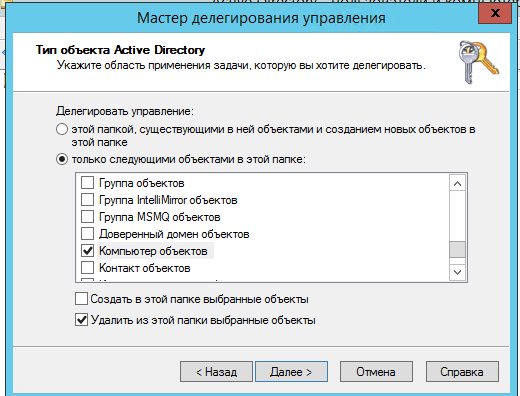 Мастер делегирования управления
x
Тип объекта Active Directory
Укажите область применения задачи, которую вы хотите делегировать.
Делегировать управление:
этой папкой, существующими в ней объектами и созданием новых объектов в
этой папке
только следующими объектами в этой папке:
Группа объектов
Группа IntelliMirror объектов
Группа MSMQ объектов
Доверенный домен объектов
Компьютер объектов
Контакт объектов
Создать в этой папке выбранные объекты
Удалить из этой папки выбранные объекты
< Назад
Далее >
Отмена
Справка